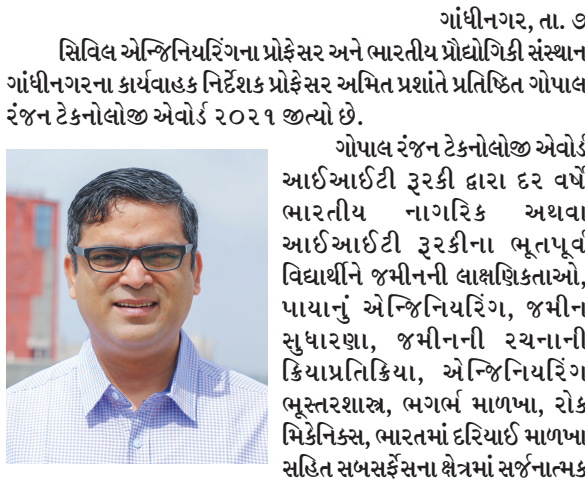 ગાંધીનગર, તા. ૭
સિવિલ એન્જિનિયરિંગના પ્રોફેસર અને ભારતીય પ્રૌદ્યોગિકી સંસ્થાન
ગાંધીનગરના કાર્યવાહક નિર્દેશક પ્રોફેસર અમિત પ્રશાંતે પ્રતિષ્ઠિત ગોપાલ
રંજન ટેકનોલોજી એવોર્ડ ૨૦૨૧ જીત્યો છે.
ગોપાલ રંજન ટેકનોલોજી એવોર્ડ
આઈઆઈટી રૂરકી દ્વારા દર વર્ષે
ભારતીય નાગરિક અથવા
આઈઆઈટી રૂરકીના ભૂતપૂર્વ
વિદ્યાર્થીને જમીનની લાક્ષણિકતાઓ,
પાયાનું એન્જિનિયરિંગ, જમીન
સુધારણા, જમીનની રચનાની
ક્રિયાપ્રતિક્રિયા, એન્જિનિયરિંગ
ભૂસ્તરશાસ્ત્ર, ભગર્ભ માળખા, રોક
મિકેનિક્સ, ભારતમાં દરિયાઈ માળખા
સહિત સબસર્ફેસના ક્ષેત્રમાં સર્જનાત્મક